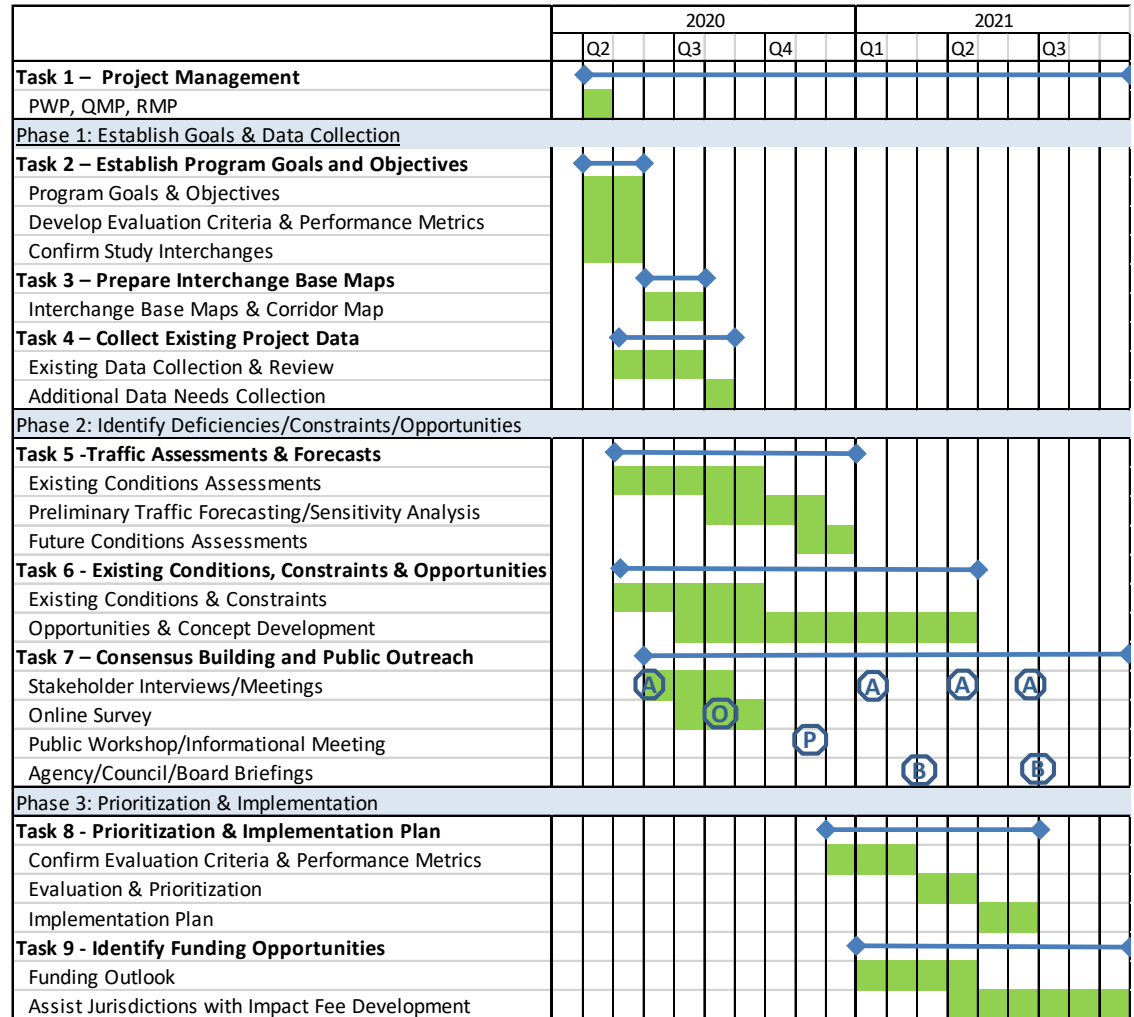 2020 2021
Q2 Q3 Q4 Q1 Q2 Q3
Task 1 – Project Management
PWP, QMP, RMP
Phase 1: Establish Goals & Data Collection
Task 2 – Establish Program Goals and Objectives
Program Goals & Objectives
Develop Evaluation Criteria & Performance Metrics
Confirm Study Interchanges
Task 3 – Prepare Interchange Base Maps
Interchange Base Maps & Corridor Map
Task 4 – Collect Existing Project Data
Existing Data Collection & Review
Additional Data Needs Collection
Phase 2: Identify Deficiencies/Constraints/Opportunities
Task 5 -Traffic Assessments & Forecasts
Existing Conditions Assessments
Preliminary Traffic Forecasting/Sensitivity Analysis
Future Conditions Assessments
Task 6 - Existing Conditions, Constraints & Opportunities
Existing Conditions & Constraints
Opportunities & Concept Development
Task 7 – Consensus Building and Public Outreach
Stakeholder Interviews/Meetings A A A A
Online Survey O
Public Workshop/Informational Meeting P
Agency/Council/Board Briefings B B
Phase 3: Prioritization & Implementation
Task 8 - Prioritization & Implementation Plan
Confirm Evaluation Criteria & Performance Metrics
Evaluation & Prioritization
Implementation Plan
Task 9 - Identify Funding Opportunities
Funding Outlook
Assist Jurisdictions with Impact Fee Development